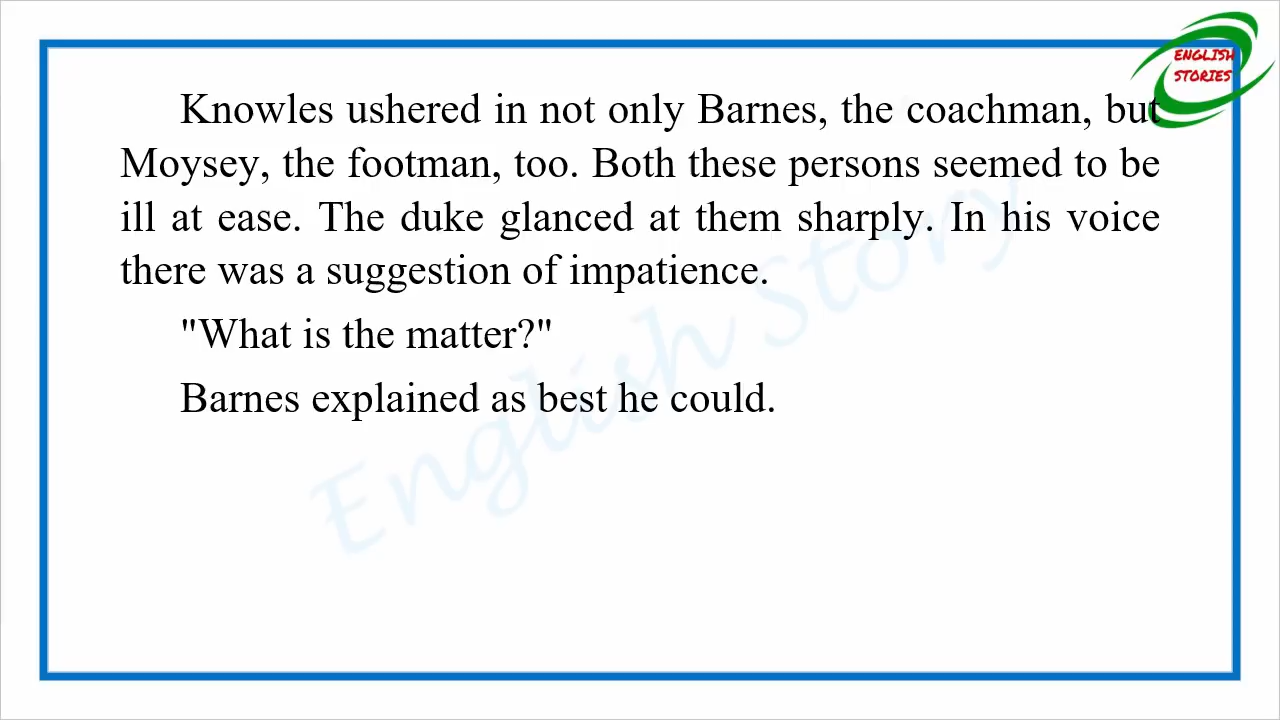 ENGLISH
STORIES
Knowles ushered in not only Barnes, the coachman, but
Moysey, the footman, too. Both these persons seemed to be
ill at ease. The duke glanced at them sharply. In his voice
there was a suggestion of impatience.
"What is the matter?"
Barnes explained as best he could.
English Story